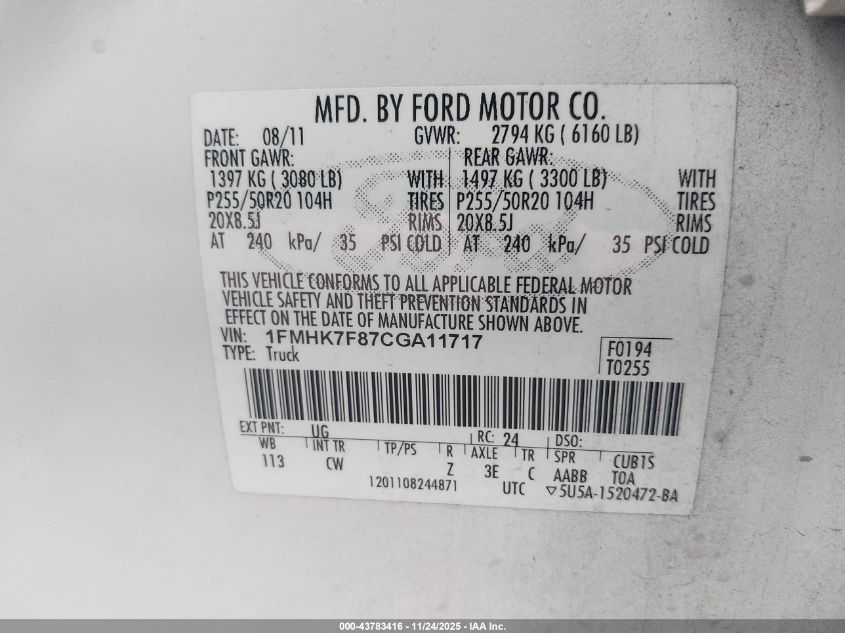 MFD. BY FORD MOTOR CO.
DATE: 08/11 GVWR: 2794 KG ( 6160 LB)
FRONT GAWR: REAR GAWR:
1397 KG ( 3080 LB) WITH 1497 KG ( 3300 LB) WITH
P255/50R20 104H TIRES P255/50R20 104H TIRES
20X8.5J RIMS 20X8.5J RIMS
AT 240 kPa/ 35 PSI COLD AT 240 kPa/ 35 PSI COLD
THIS VEHICLE CONFORMS TO ALL APPLICABLE FEDERAL MOTOR
VEHICLE SAFETY AND THEFT PREVENTION STANDARDS IN
EFFECT ON THE DATE OF MANUFACTURE SHOWN ABOVE.
VIN: 1FMHK7F87CGA11717
TYPE: Truck
F0194
T0255
EXT PNT: UG RC: 24 DSO:
WB INT TR TP/PS R AXLE TR SPR CUB1S
113 CW Z 3E C AABB TOA
1201108244871 UTC ▽5U5A-1520472-BA
000-43783416 - 11/24/2025 - IAA Inc.